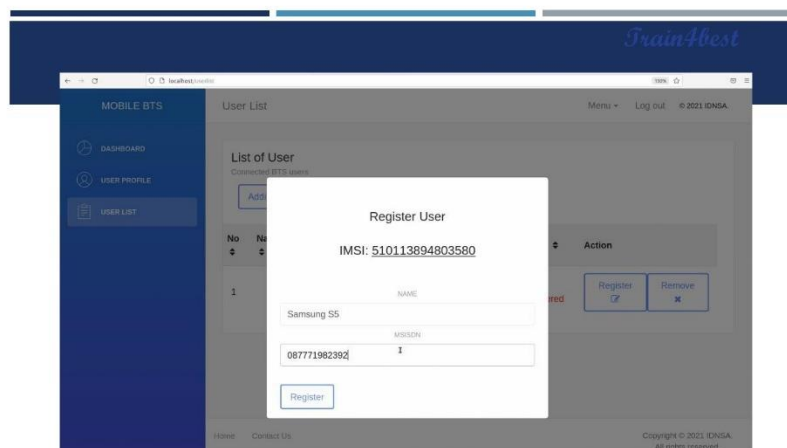 Train4best
localhost/userlist
100%
MOBILE BTS
User List
Menu
Log out
© 2021 IDNSA.
DASHBOARD
USER PROFILE
USER LIST
List of User
Connected BTS users
Register User
IMSI: 510113894803580
No
Action
1
Register
Remove
NAME
Samsung S5
MSISDN
087771982392
Register
Home
Contact Us
Copyright © 2021 IDNSA.
All rights reserved.